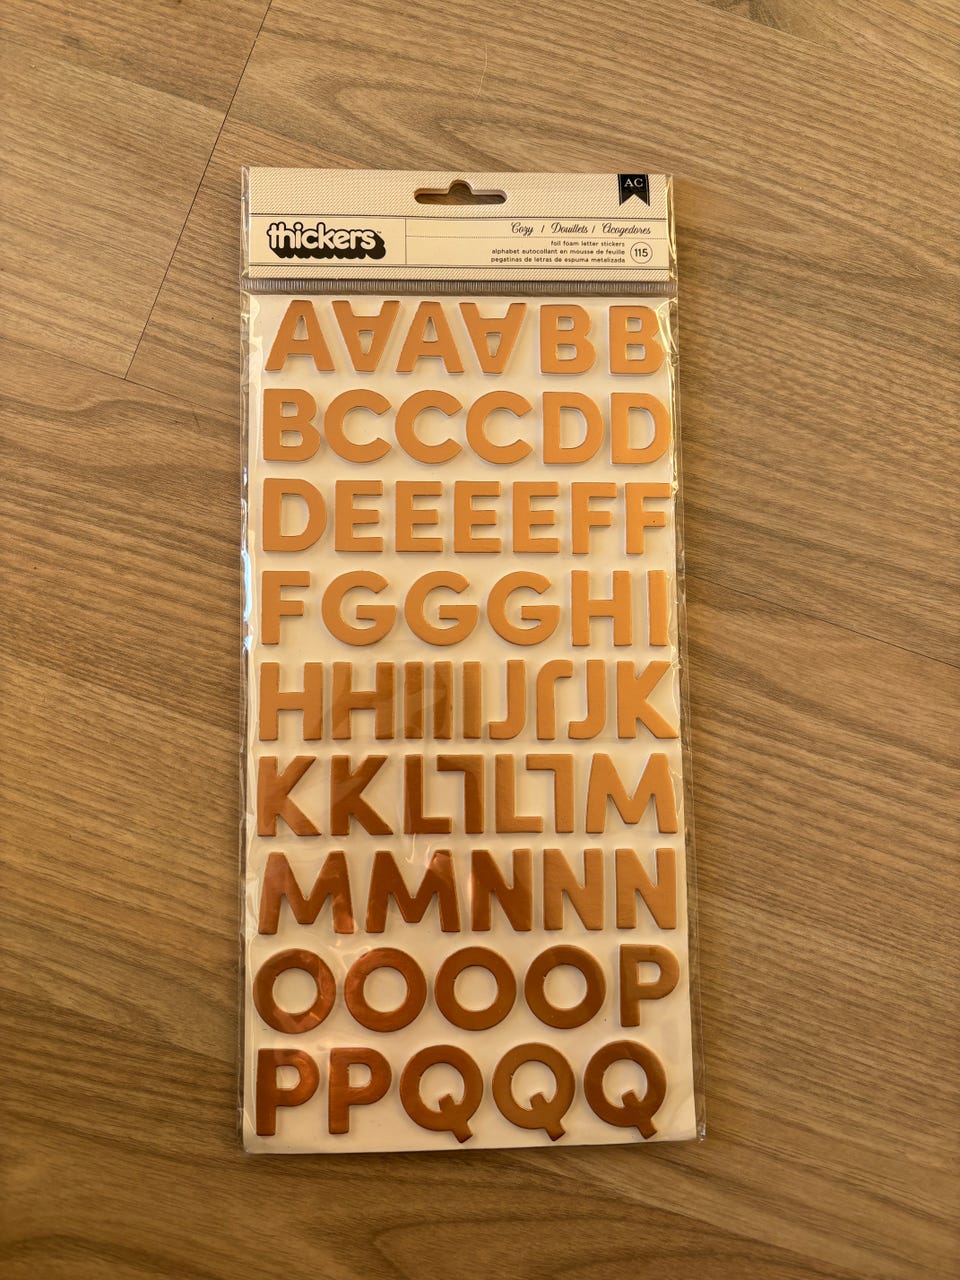 AC
thickers
Cozy / Douillets / Acogedores
foil foam letter stickers
alphabet autocollant en mousse de feuille
pegatinas de letras de espuma metalizada
115
AAAABB
BCCCDD
DEEEEFF
FGGGHI
HHIIIJJJK
KKLLLLM
MMNNN
OOOOP
PPQQQ